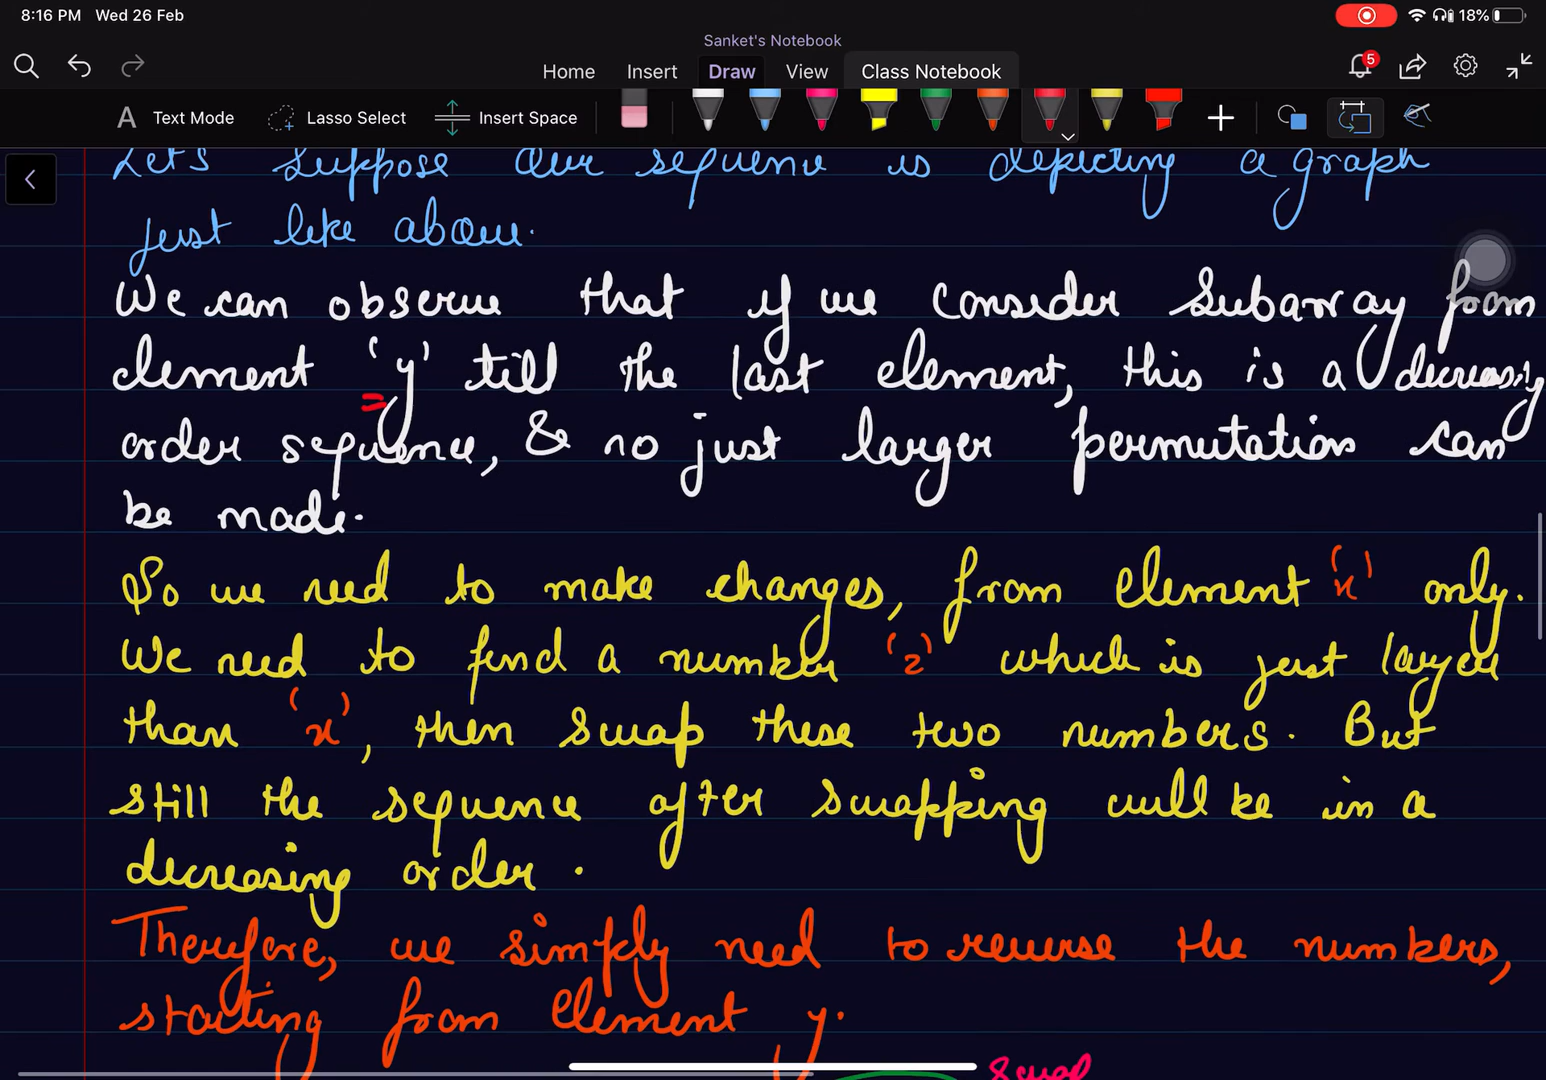 8:16 PM Wed 26 Feb
18%
Sanket's Notebook
Home Insert Draw View Class Notebook
5
Text Mode Lasso Select Insert Space
Let's suppose our sequence is depicting a graph
just like above.
We can observe that if we consider subarray from
element 'y' till the last element, this is a decreasing
order sequence, & no just larger permutation can
be made.
So we need to make changes, from element 'x' only.
We need to find a number 'z' which is just larger
than 'x', then swap these two numbers. But
still the sequence after swapping will be in a
decreasing order.
Therefore, we simply need to reverse the numbers,
starting from element y.
Swap